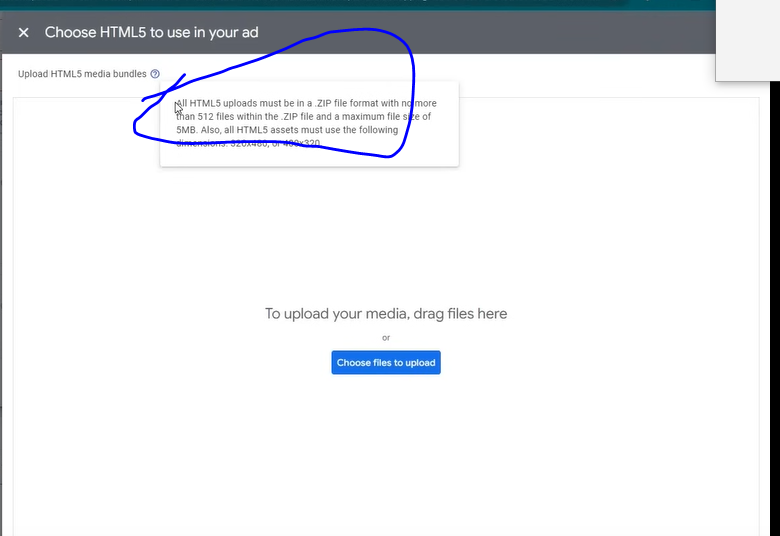 Choose HTML5 to use in your ad
Upload HTML5 media bundles
All HTML5 uploads must be in a .ZIP file format with no more
than 512 files within the .ZIP file and a maximum file size of
5MB. Also, all HTML5 assets must use the following
dimensions: 320x480, or 480x320
To upload your media, drag files here
or
Choose files to upload